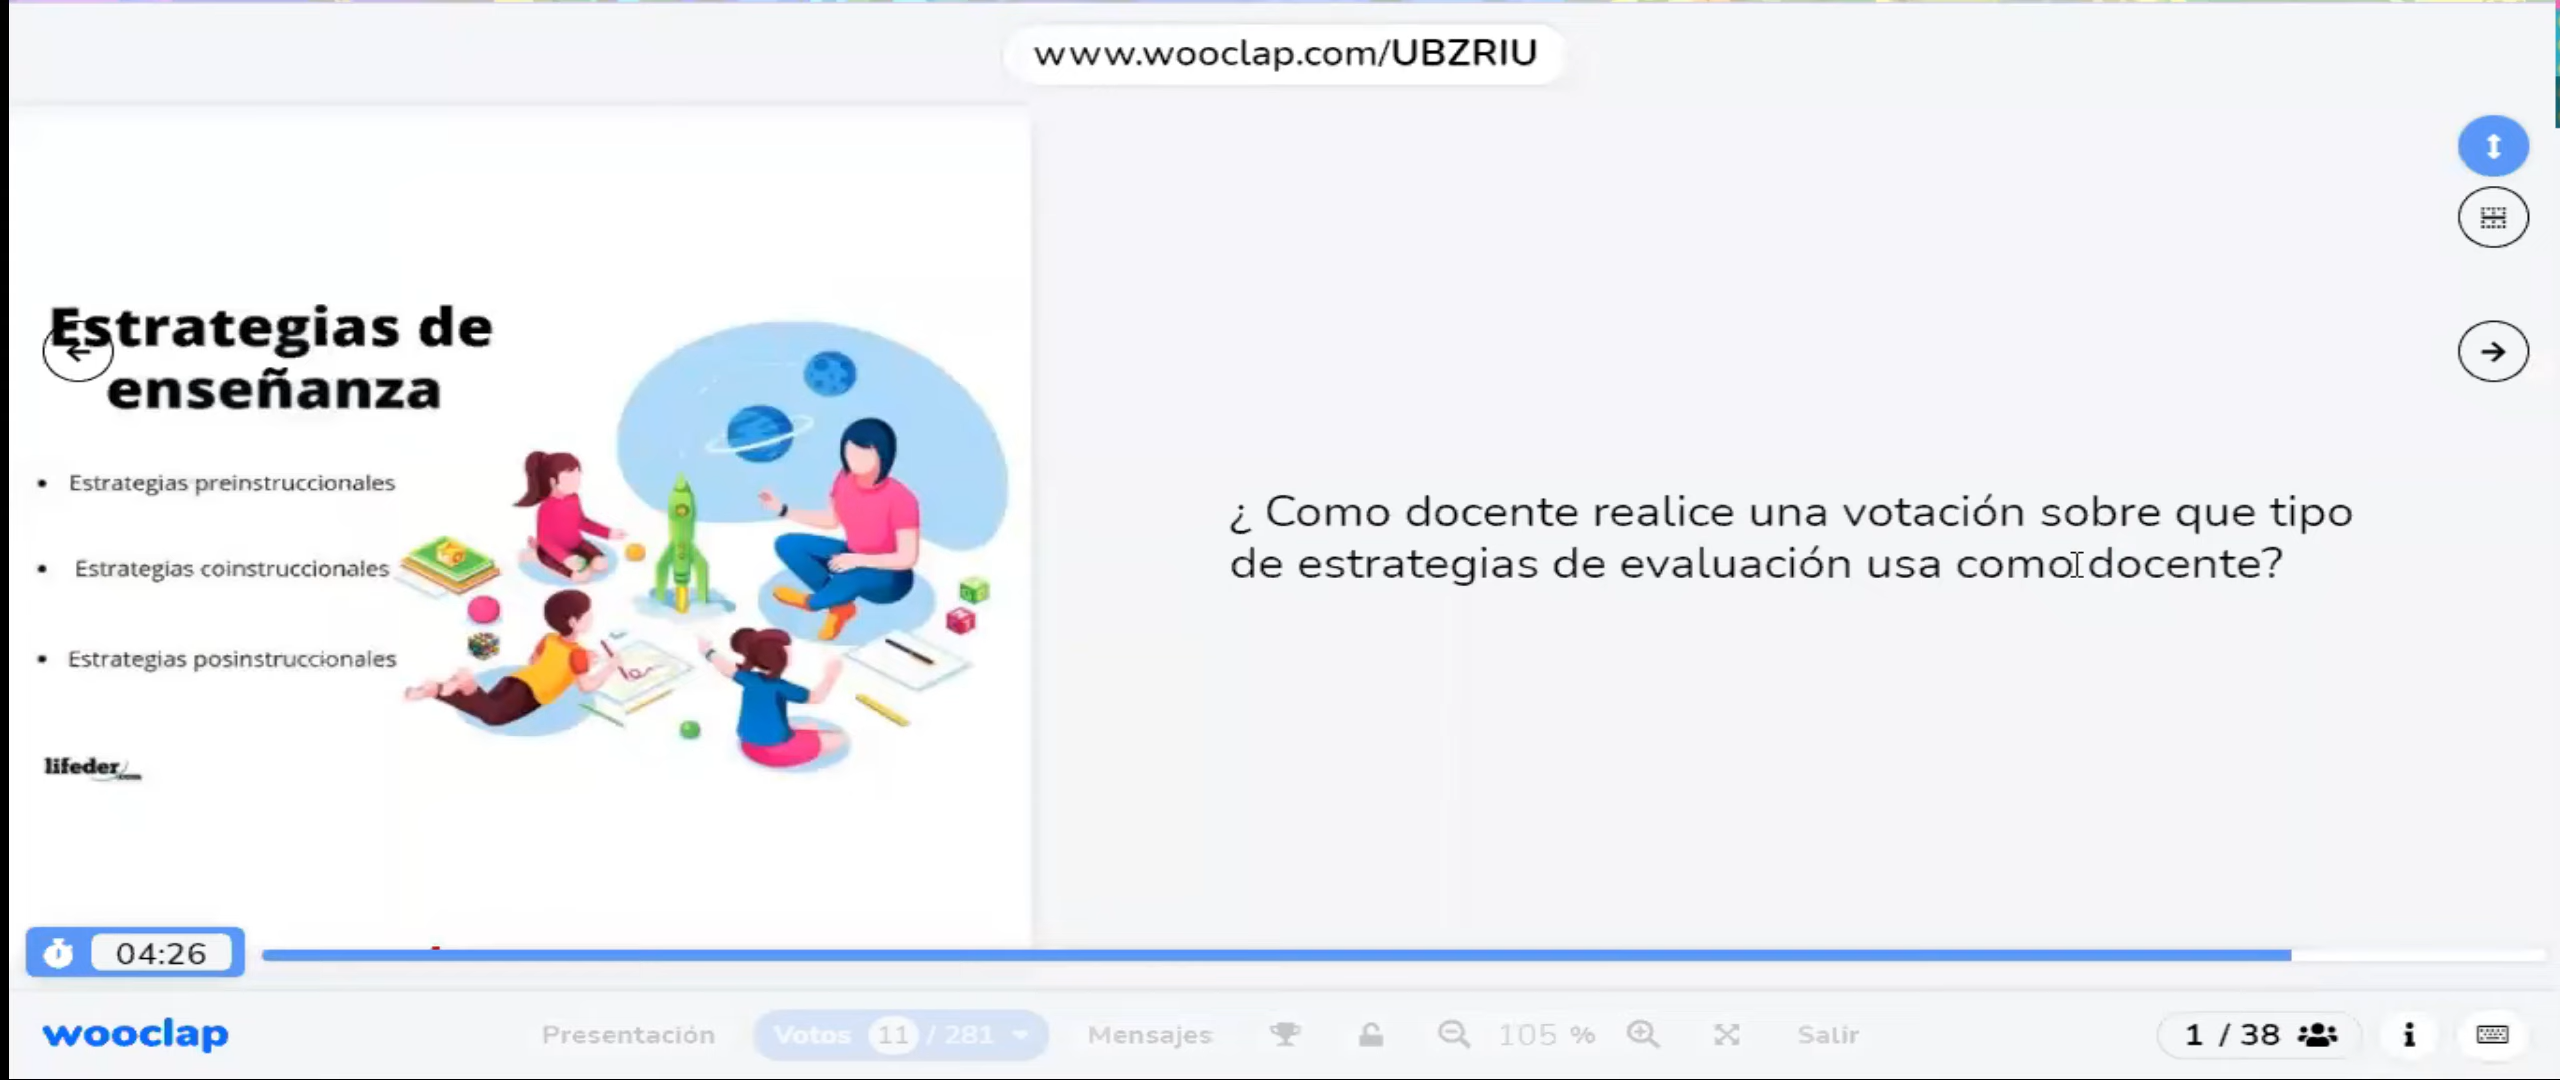 www.wooclap.com/UBZRIU
Estrategias de
enseñanza
• Estrategias preinstruccionales
• Estrategias coinstruccionales
• Estrategias posinstruccionales
lifeder.com
¿ Como docente realice una votación sobre que tipo
de estrategias de evaluación usa como docente?
04:26
wooclap
Presentación
Votos 11 / 281
Mensajes
105 %
Salir
1 / 38